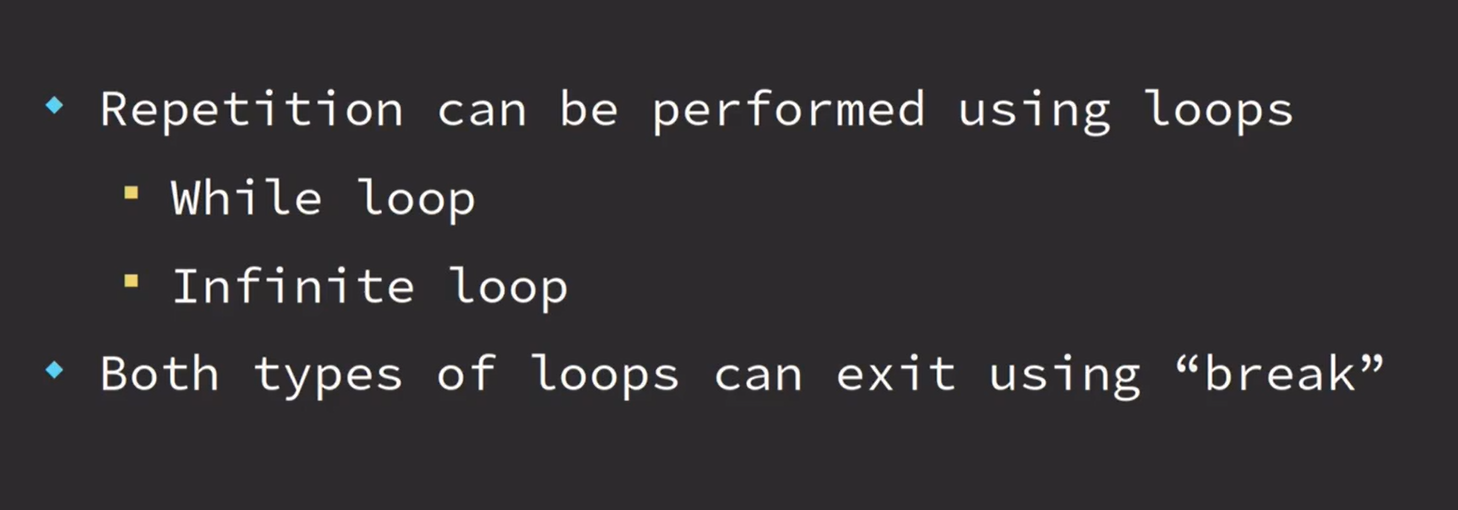 Repetition can be performed using loops
While loop
Infinite loop
Both types of loops can exit using “break”